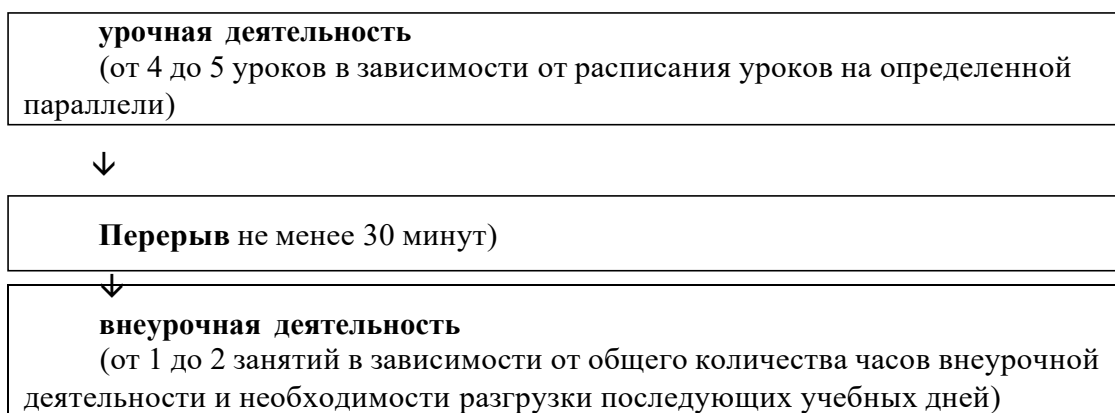 урочная деятельность
(от 4 до 5 уроков в зависимости от расписания уроков на определенной
параллели)
↓
Перерыв не менее 30 минут)
↓
внеурочная деятельность
(от 1 до 2 занятий в зависимости от общего количества часов внеурочной
деятельности и необходимости разгрузки последующих учебных дней)